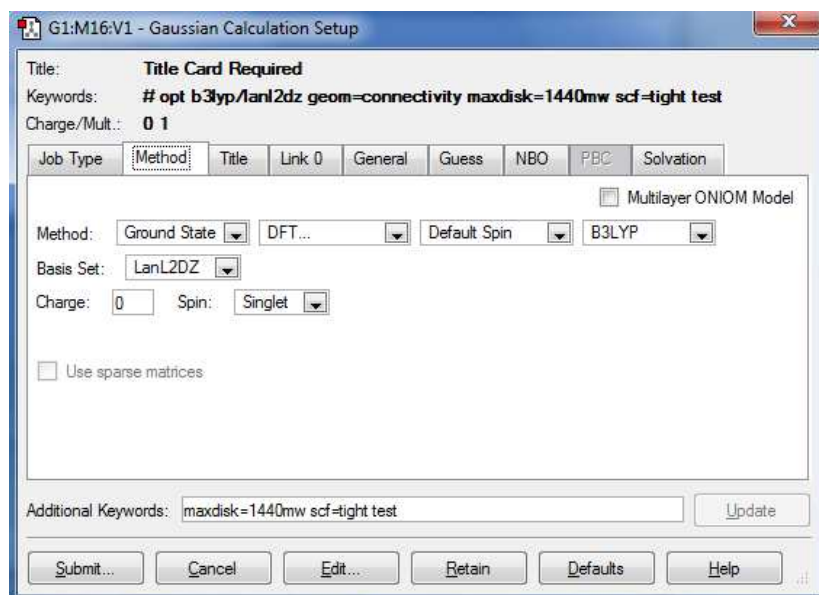 G1:M16:V1 - Gaussian Calculation Setup
Title: Title Card Required
Keywords: # opt b3lyp/lanl2dz geom=connectivity maxdisk=1440mw scf=tight test
Charge/Mult.: 0 1
Job Type Method Title Link 0 General Guess NBO PBC Solvation
Multilayer ONIOM Model
Method: Ground State DFT... Default Spin B3LYP
Basis Set: LanL2DZ
Charge: 0 Spin: Singlet
Use sparse matrices
Additional Keywords: maxdisk=1440mw scf=tight test Update
Submit... Cancel Edit... Retain Defaults Help